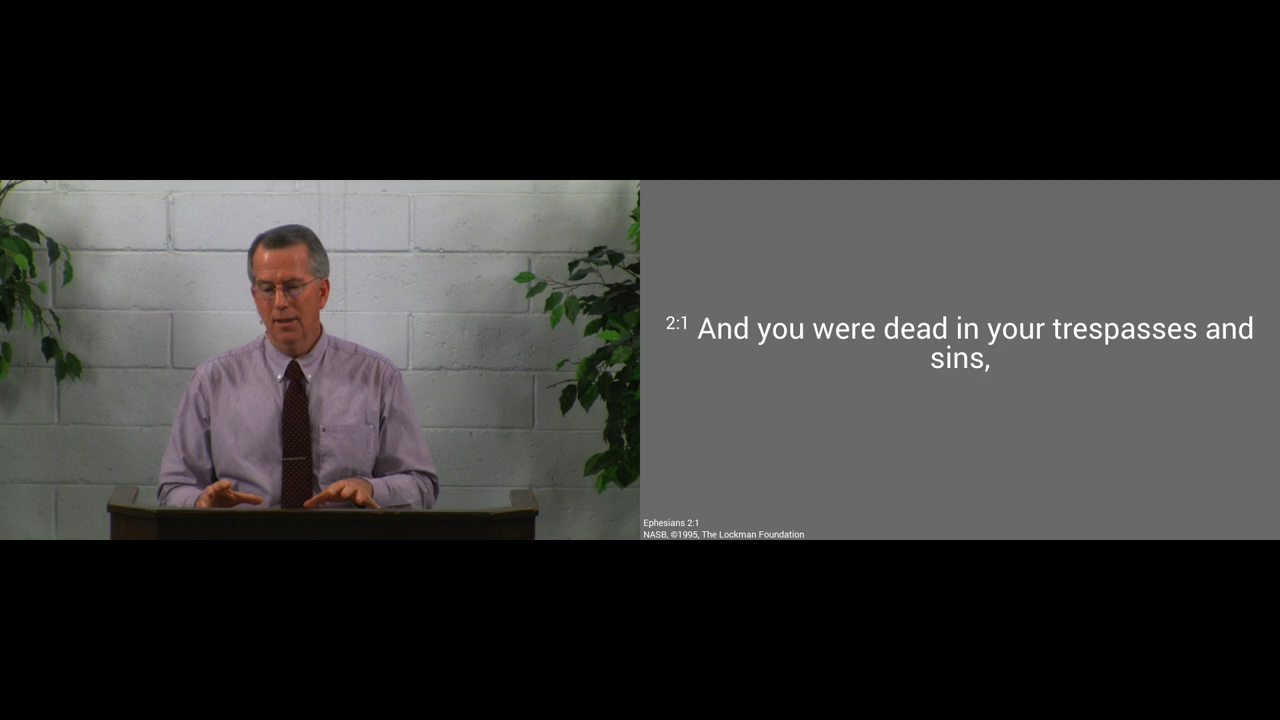 2:1 And you were dead in your trespasses and
sins,
Ephesians 2:1
NASB, ©1995, The Lockman Foundation